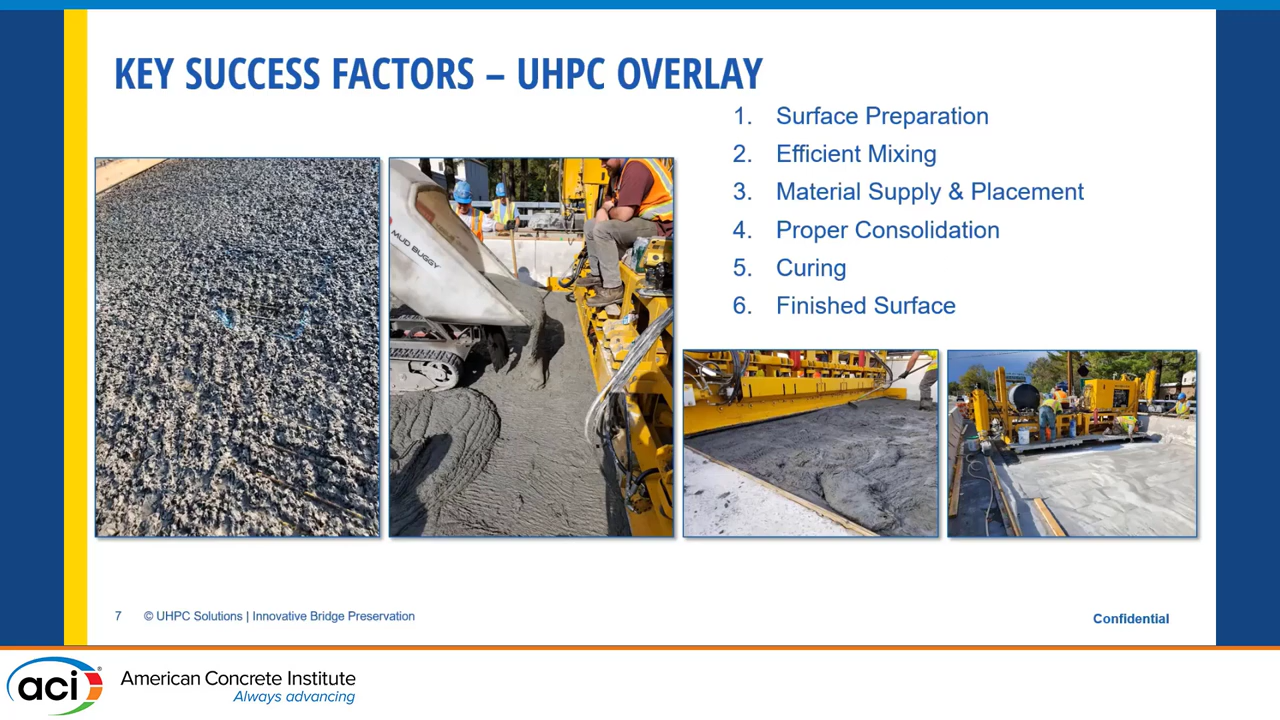 KEY SUCCESS FACTORS – UHPC OVERLAY
1. Surface Preparation
2. Efficient Mixing
3. Material Supply & Placement
4. Proper Consolidation
5. Curing
6. Finished Surface
MUD BUGGY
7 © UHPC Solutions | Innovative Bridge Preservation
Confidential
aci®
American Concrete Institute
Always advancing